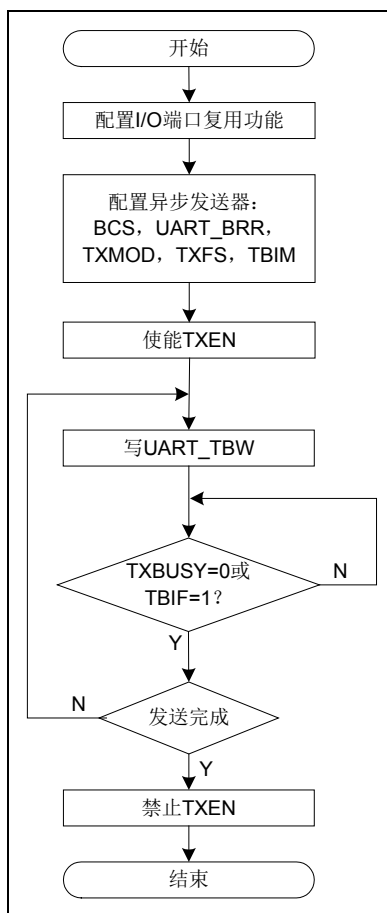 开始
配置I/O端口复用功能
配置异步发送器：
BCS，UART_BRR，
TXMOD，TXFS，TBIM
使能TXEN
写UART_TBW
TXBUSY=0或
TBIF=1？
N
Y
发送完成
N
Y
禁止TXEN
结束